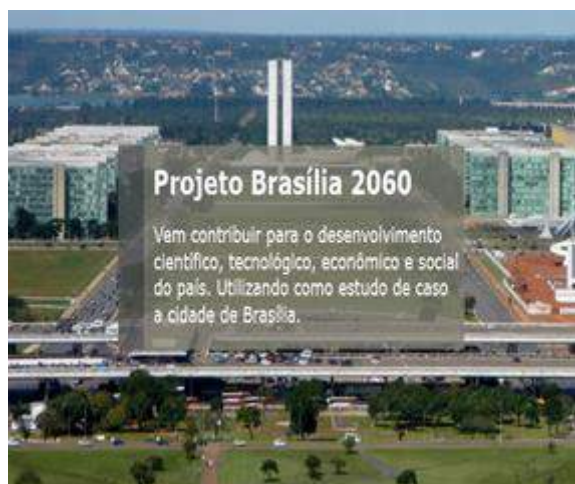 Projeto Brasília 2060
Vem contribuir para o desenvolvimento
científico, tecnológico, econômico e social
do país. Utilizando como estudo de caso
a cidade de Brasília.